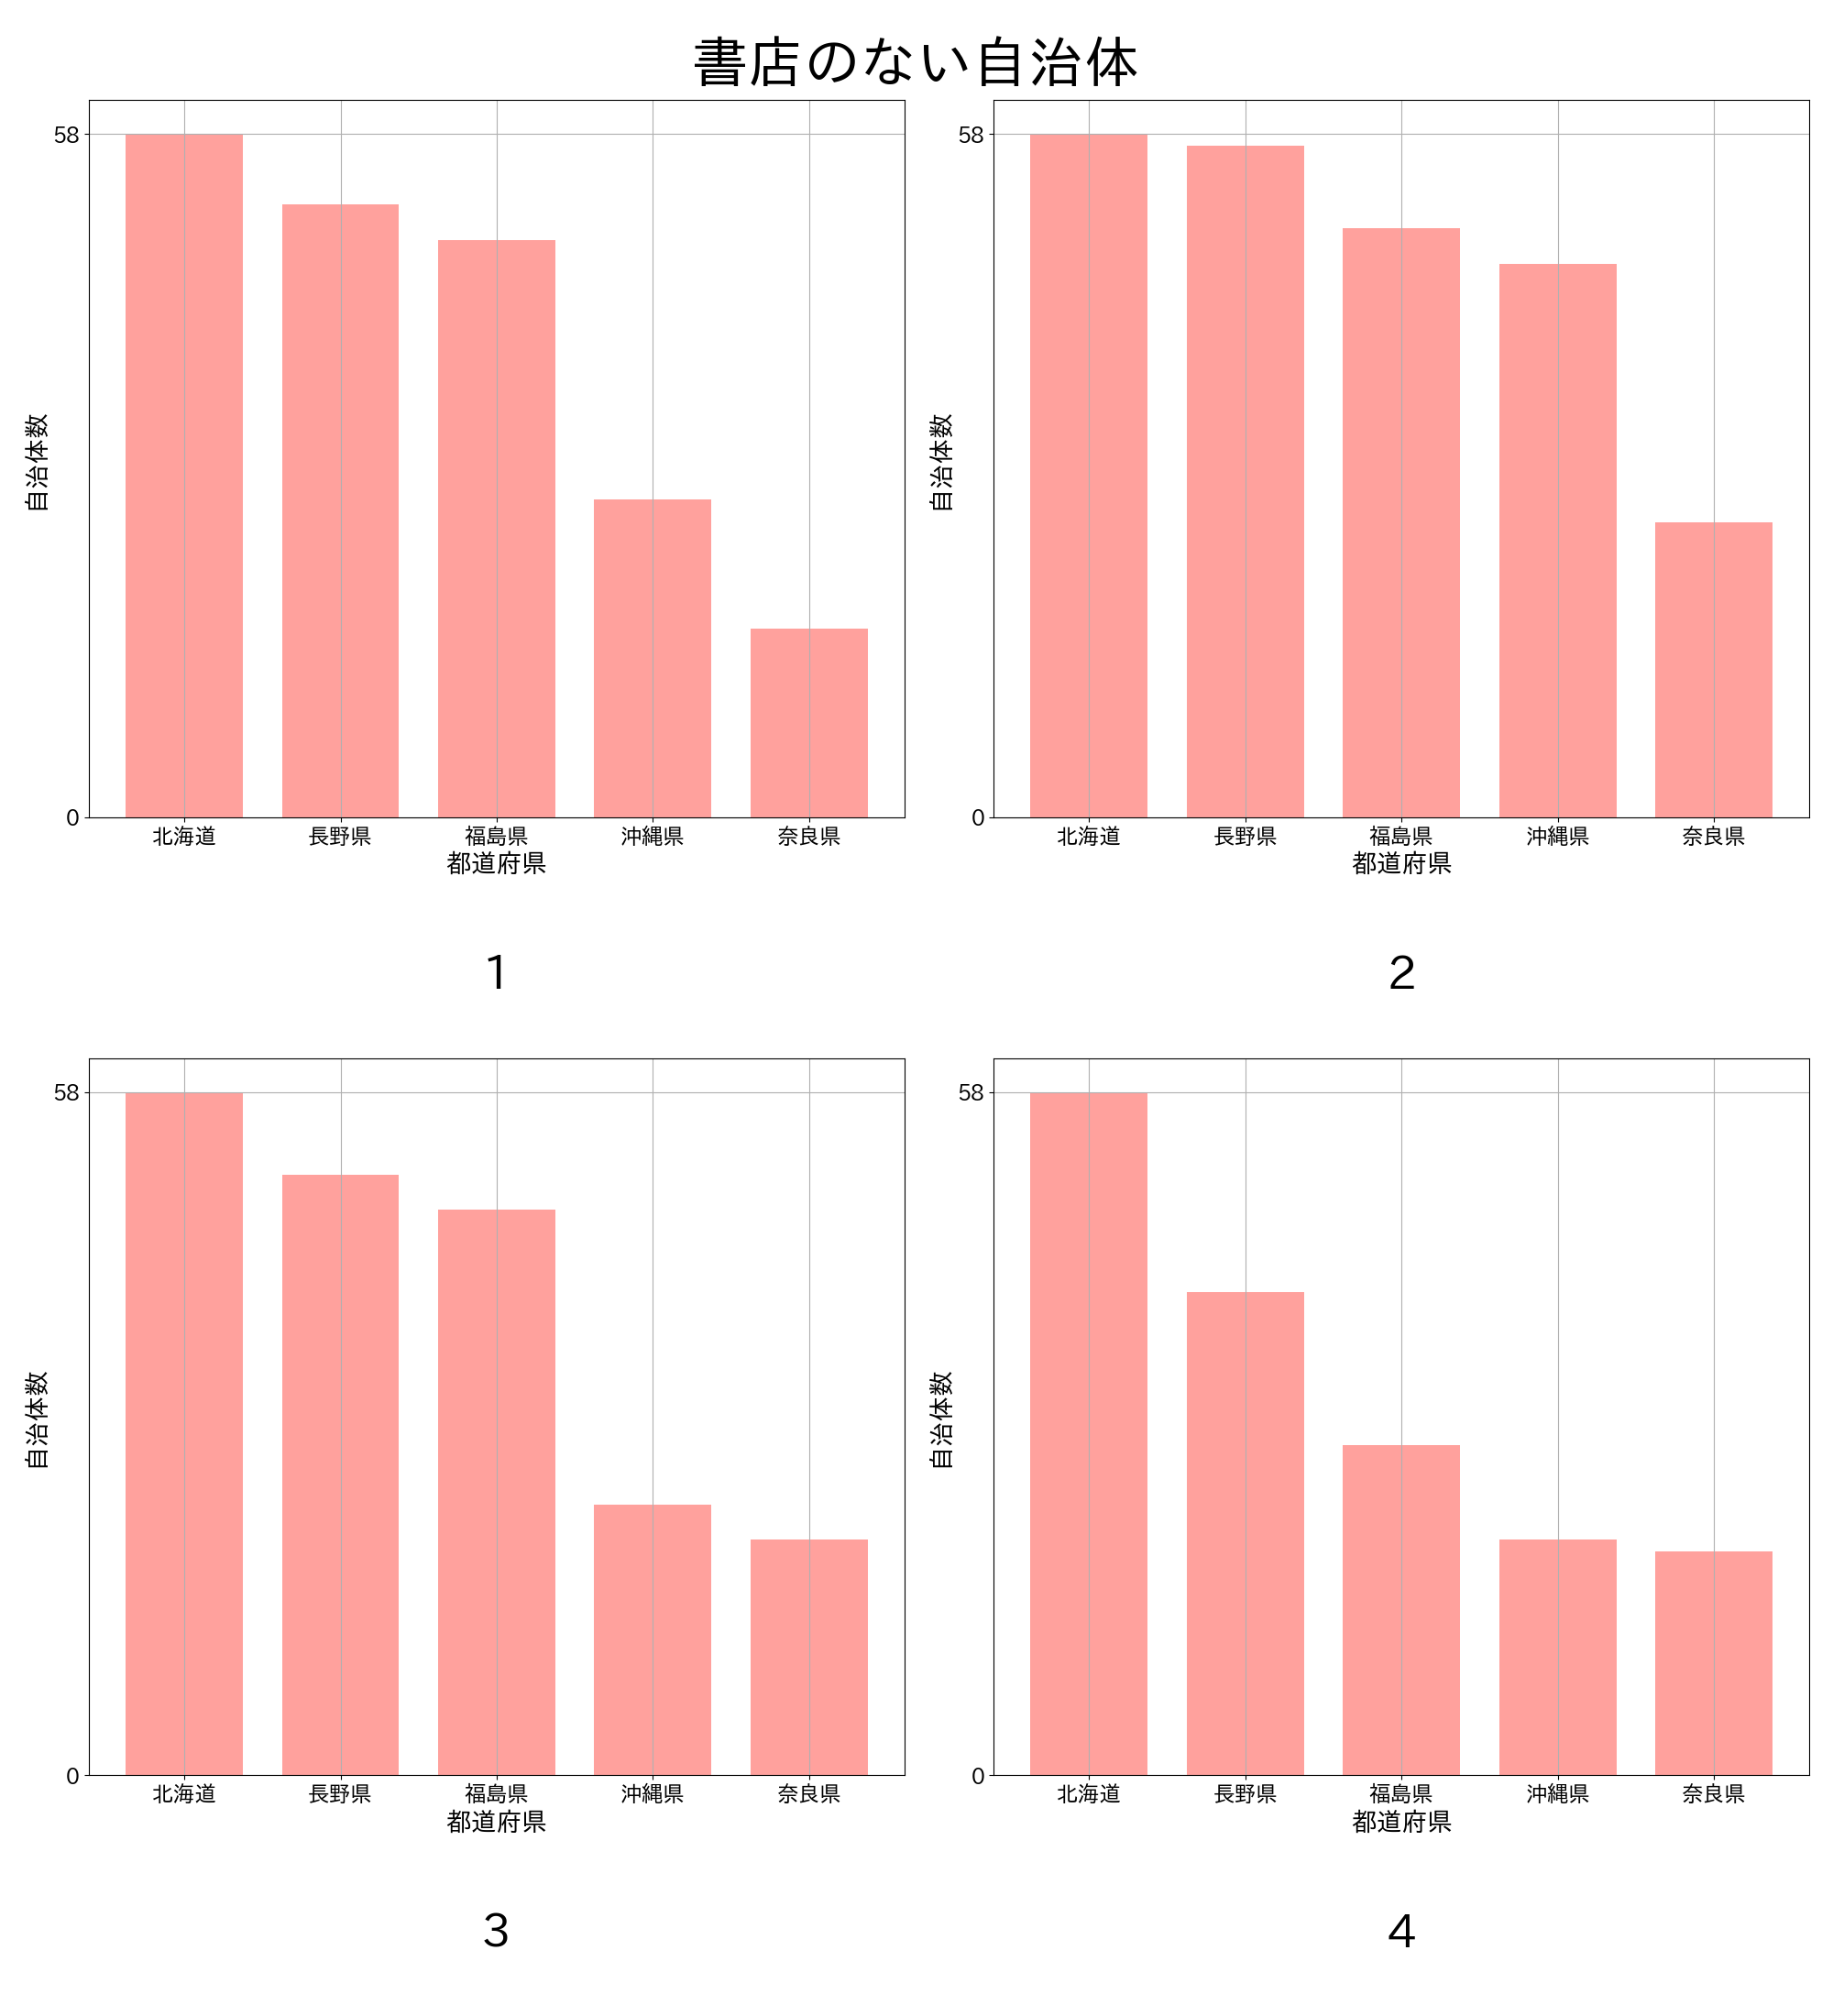 書店のない自治体
58
0
自治体数
北海道 長野県 福島県 沖縄県 奈良県
都道府県
1
58
0
自治体数
北海道 長野県 福島県 沖縄県 奈良県
都道府県
2
58
0
自治体数
北海道 長野県 福島県 沖縄県 奈良県
都道府県
3
58
0
自治体数
北海道 長野県 福島県 沖縄県 奈良県
都道府県
4